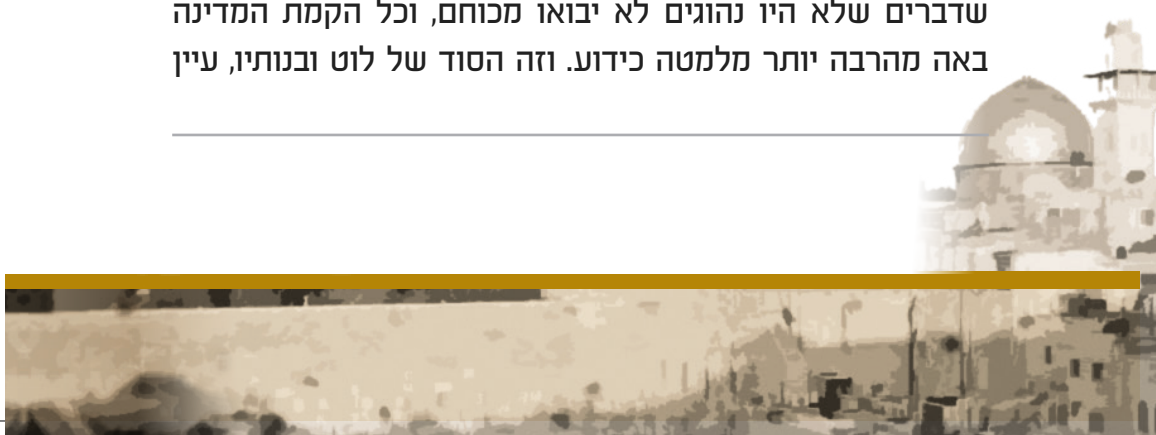 שדברים שלא היו נהוגים לא יבואו מכוחם, וכל הקמת המדינה
באה מהרבה יותר מלמטה כידוע. וזה הסוד של לוט ובנותיו, עיין